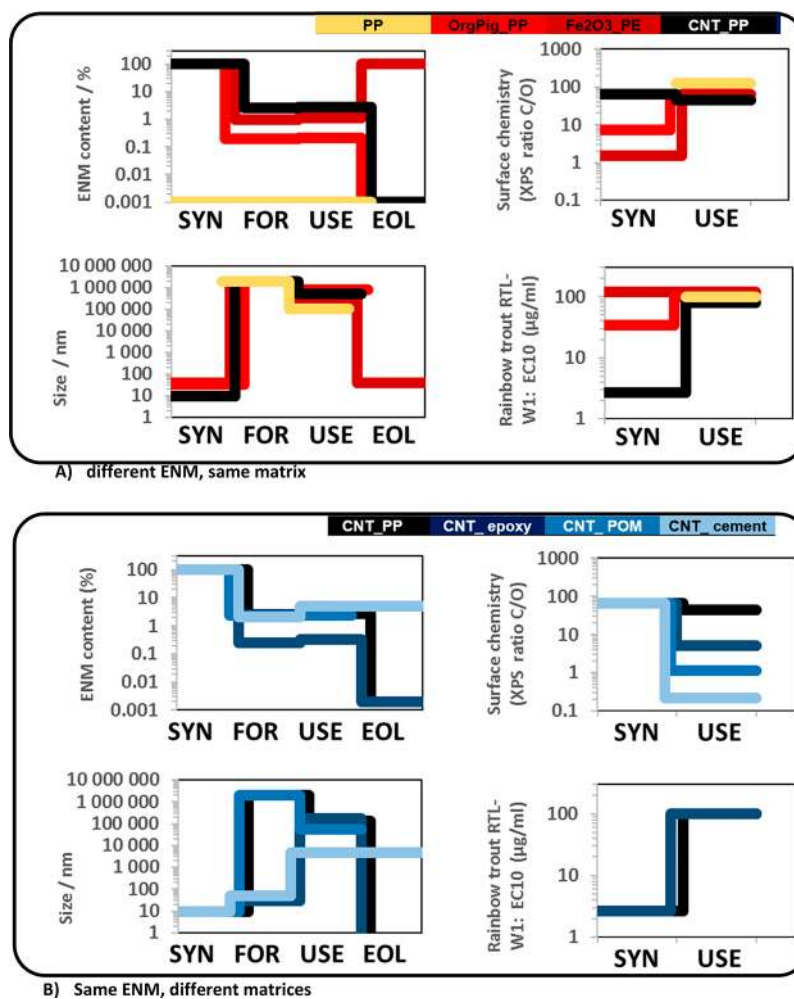 PP OrgPig_PP Fe2O3_PE CNT_PP
ENM content / %
100
10
1
0.1
0.01
0.001
SYN FOR USE EOL
Surface chemistry
(XPS ratio C/O)
1000
100
10
1
0.1
SYN USE
Size / nm
10 000 000
1 000 000
100 000
10 000
1 000
100
10
1
SYN FOR USE EOL
Rainbow trout RTL-
W1: EC10 (µg/ml)
100
10
1
SYN USE
A) different ENM, same matrix
CNT_PP CNT_ epoxy CNT_ POM CNT_ cement
ENM content (%)
100
10
1
0.1
0.01
0.001
SYN FOR USE EOL
Surface chemistry
(XPS ratio C/O)
1000
100
10
1
0.1
SYN USE
Size / nm
10 000 000
1 000 000
100 000
10 000
1 000
100
10
1
SYN FOR USE EOL
Rainbow trout RTL-
W1: EC10 (µg/ml)
100
10
1
SYN USE
B) Same ENM, different matrices